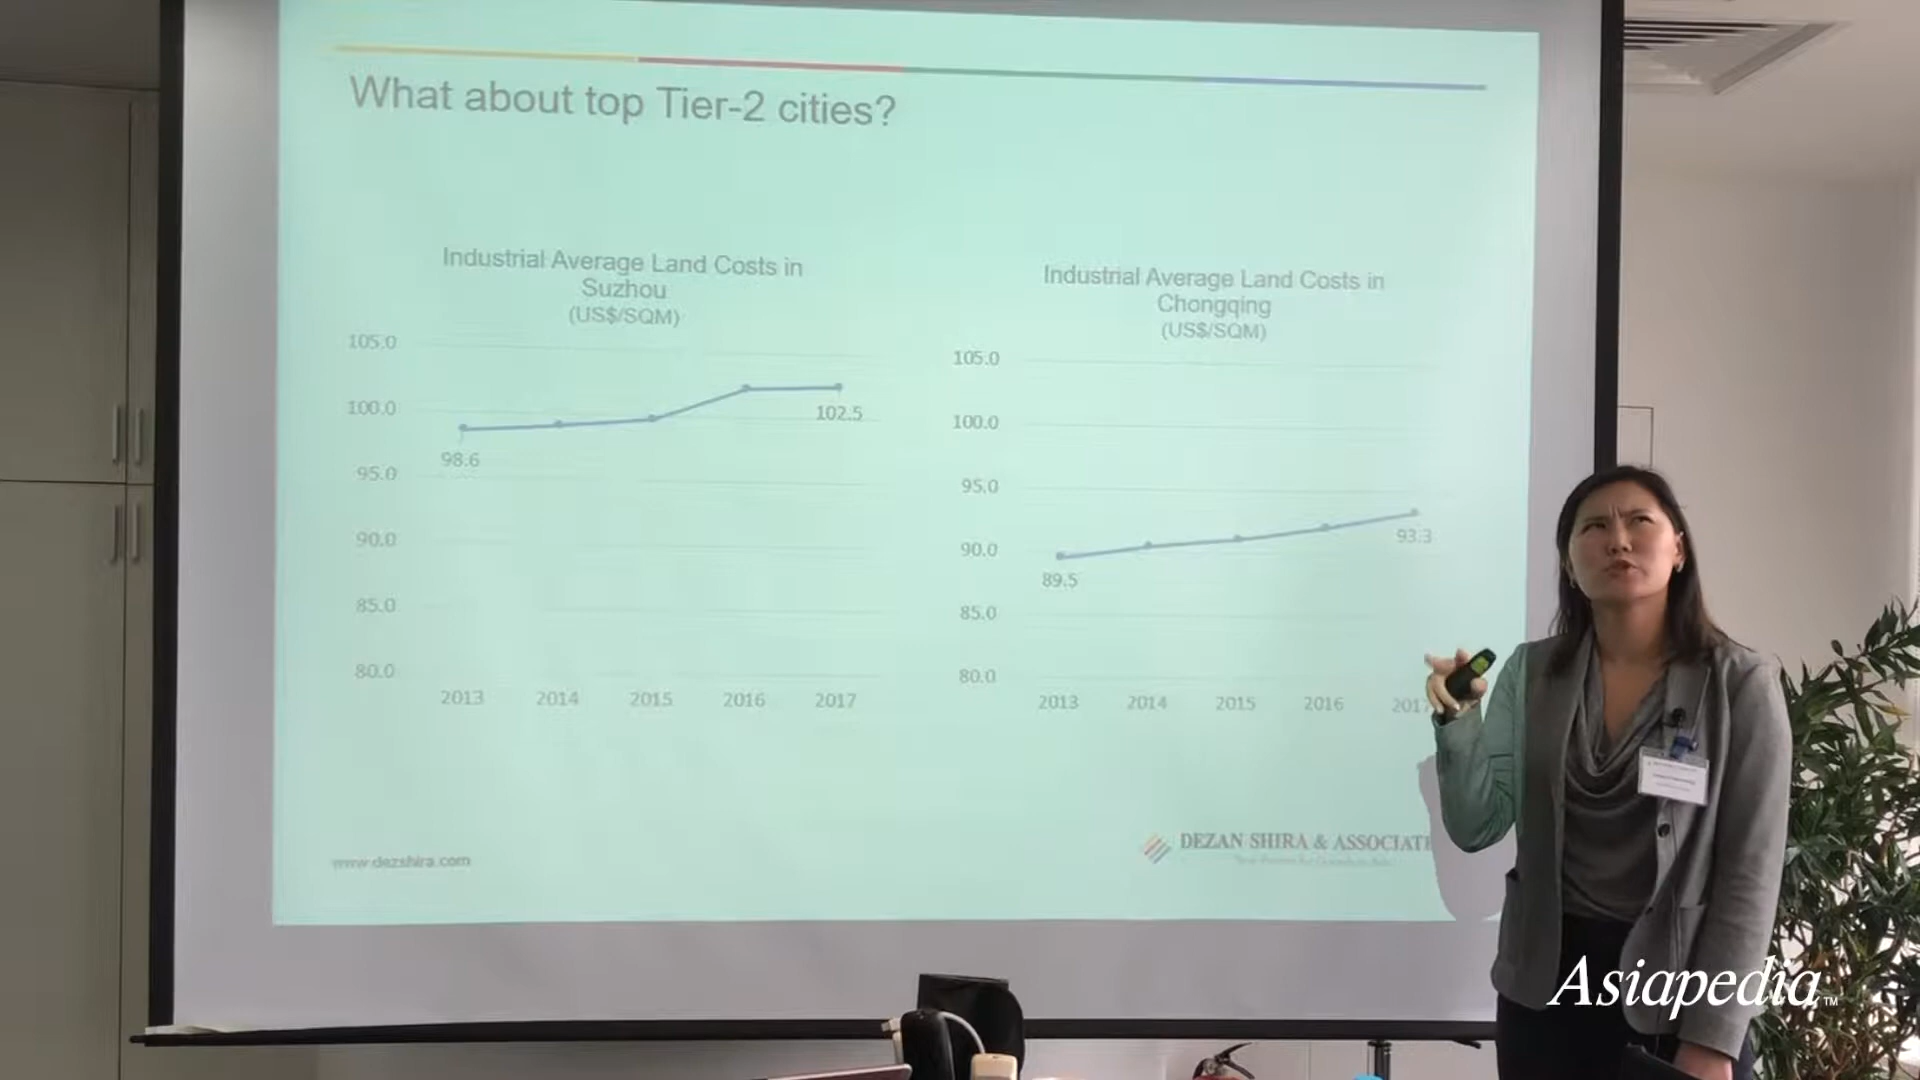 What about top Tier-2 cities?
Industrial Average Land Costs in
Suzhou
(US$/SQM)
105.0
100.0
95.0
90.0
85.0
80.0
98.6
102.5
2013 2014 2015 2016 2017
Industrial Average Land Costs in
Chongqing
(US$/SQM)
105.0
100.0
95.0
90.0
85.0
80.0
89.5
93.3
2013 2014 2015 2016 2017
www.dezshira.com
DEZAN SHIRA & ASSOCIATE
Asiapedia™